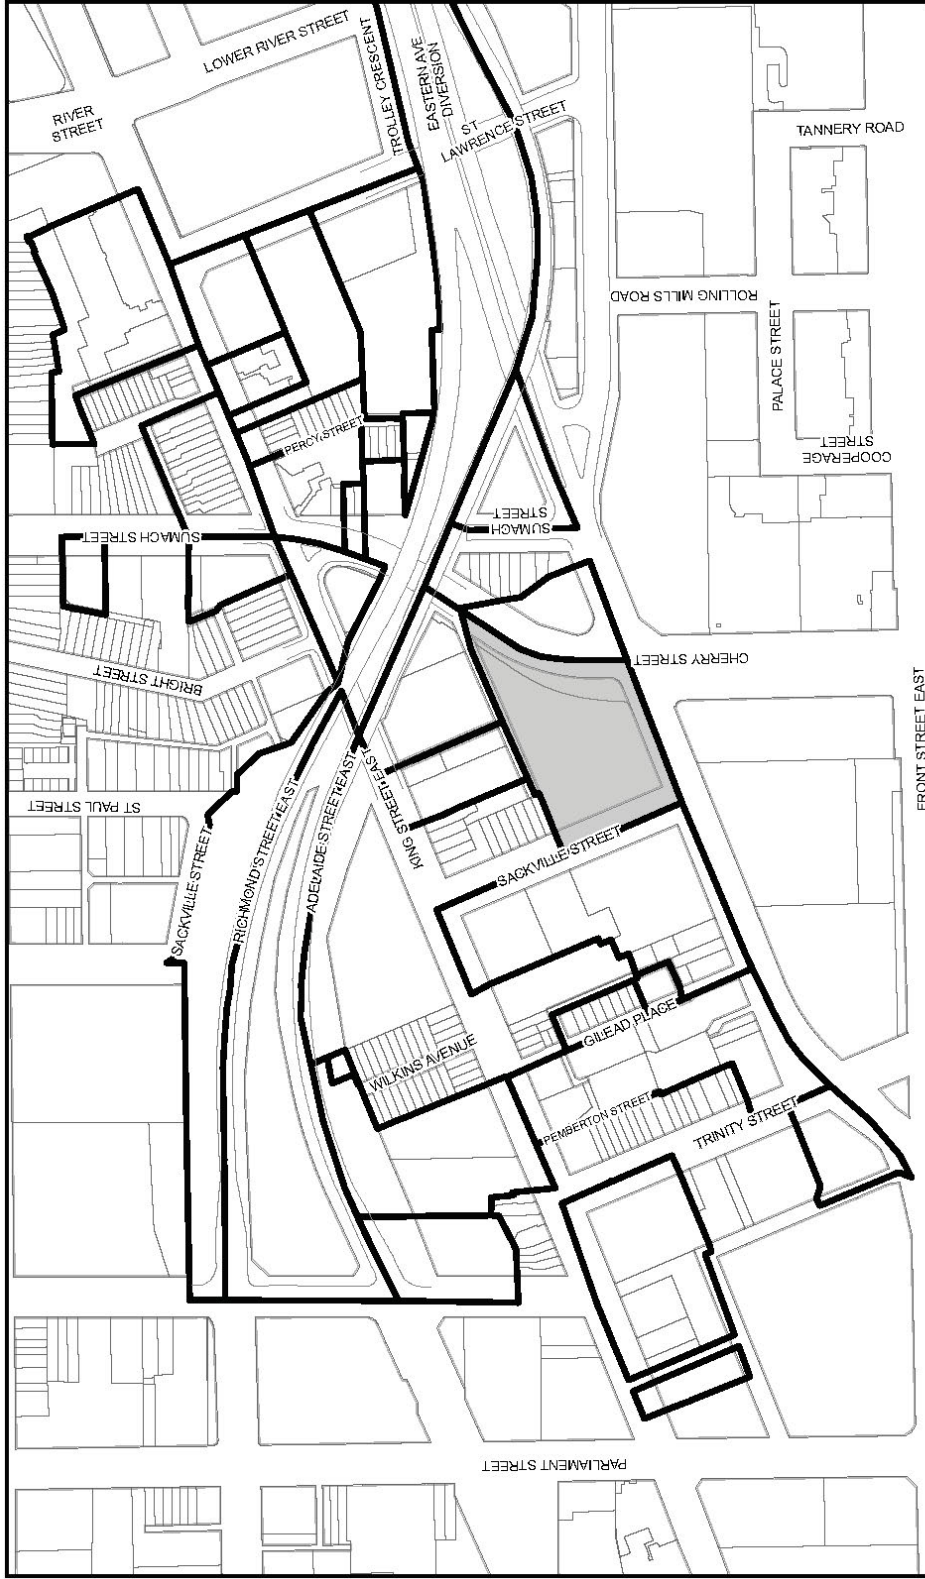 LOWER RIVER STREET
RIVER
STREET
TROLLEY CRESCENT
EASTERN AVE
DIVERSION
ST
LAWRENCE STREET
TANNERY ROAD
ROLLING MILLS ROAD
PALACE STREET
PERCY STREET
COOPERAGE
STREET
SUMACH STREET
SUMACH
STREET
BRIGHT STREET
CHERRY STREET
FRONT STREET EAST
ST PAUL STREET
KING STREET EAST
SACKVILLE STREET
RICHMOND STREET EAST
ADELAIDE STREET EAST
SACKVILLE STREET
WILKINS AVENUE
GILEAD PLACE
PEMBERTON STREET
TRINITY STREET
PARLIAMENT STREET